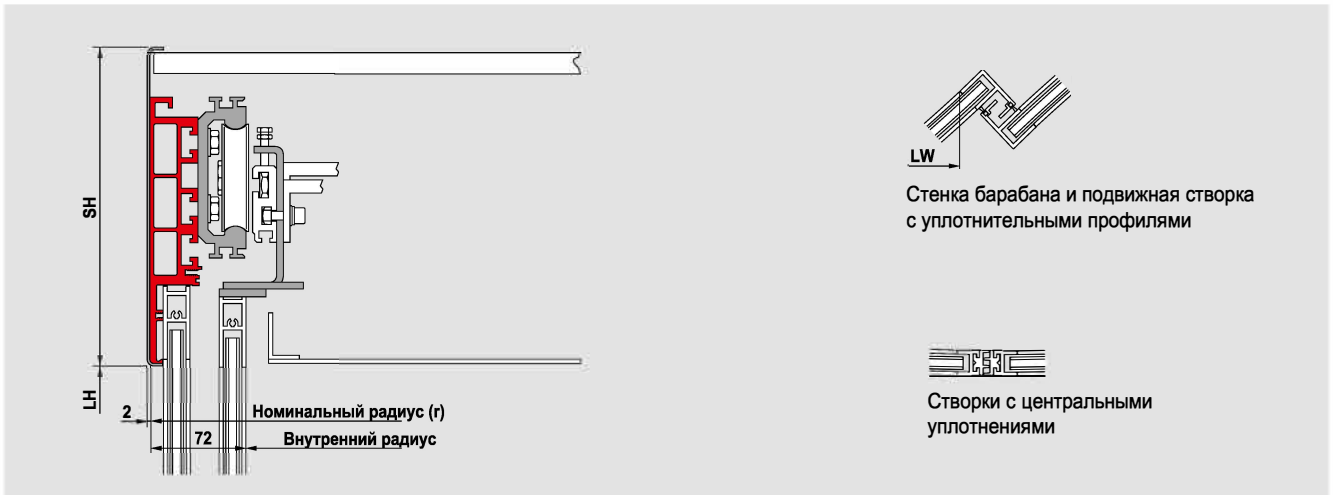 SH
LH
2
Номинальный радиус (r)
72
Внутренний радиус
LW
Стенка барабана и подвижная створка
с уплотнительными профилями
Створки с центральными
уплотнениями